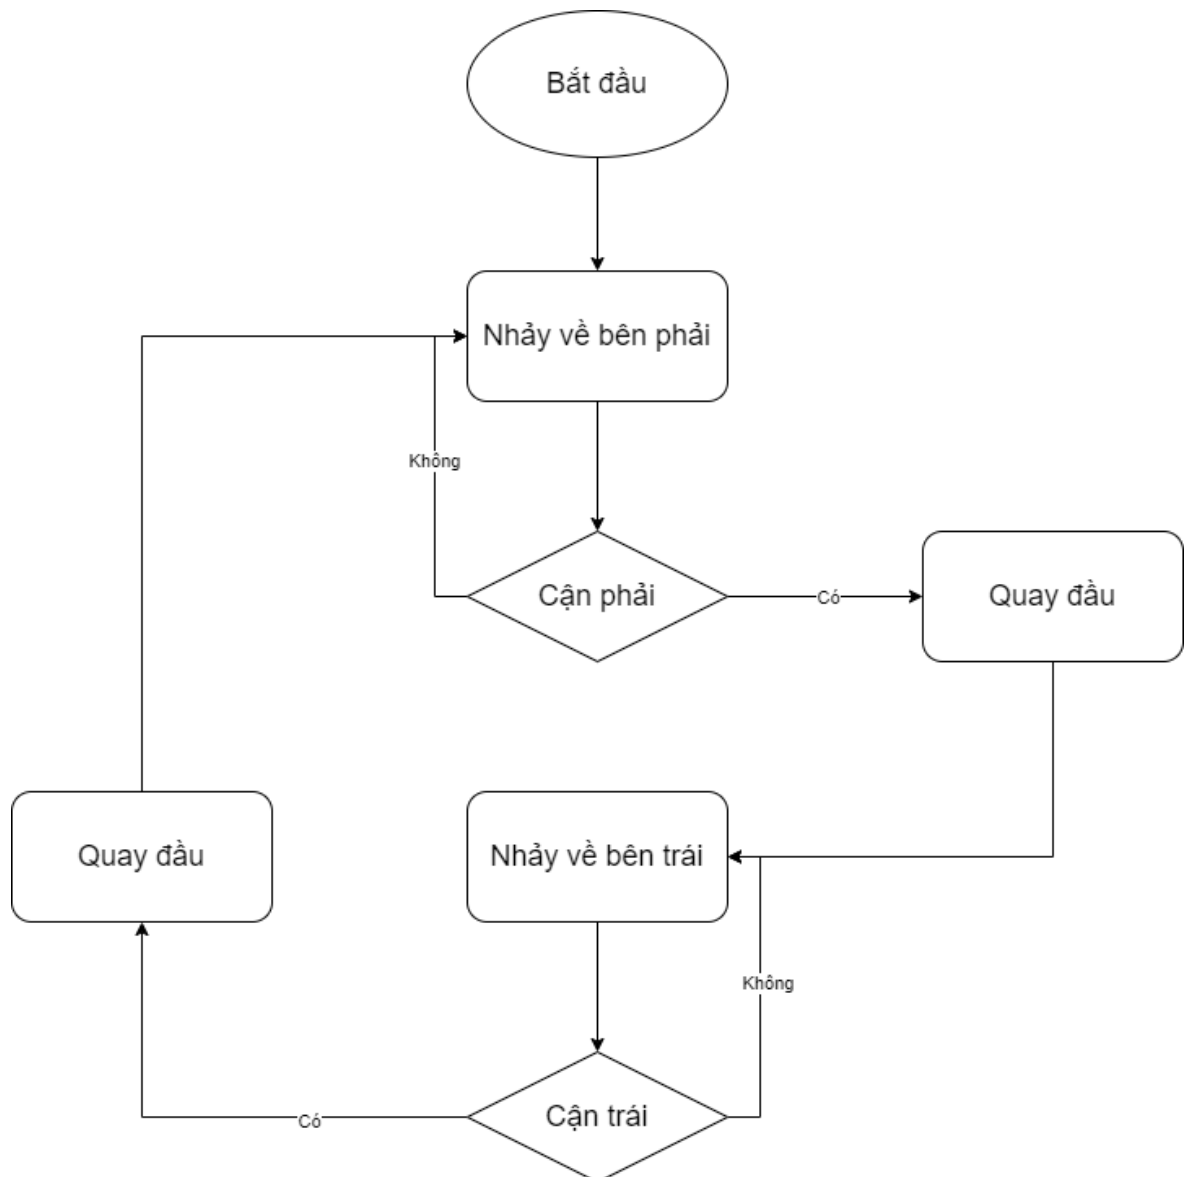 Bắt đầu
Nhảy về bên phải
Không
Cận phải
Có
Quay đầu
Quay đầu
Nhảy về bên trái
Không
Cận trái
Có